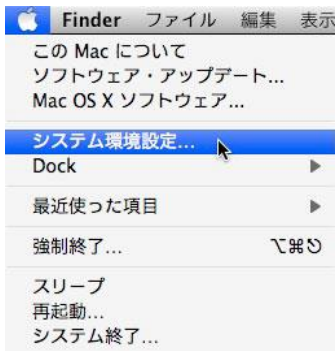 Finder ファイル 編集 表示
この Mac について
ソフトウェア・アップデート...
Mac OS X ソフトウェア...
システム環境設定...
Dock
最近使った項目
強制終了... ⌥⌘⎋
スリープ
再起動...
システム終了...